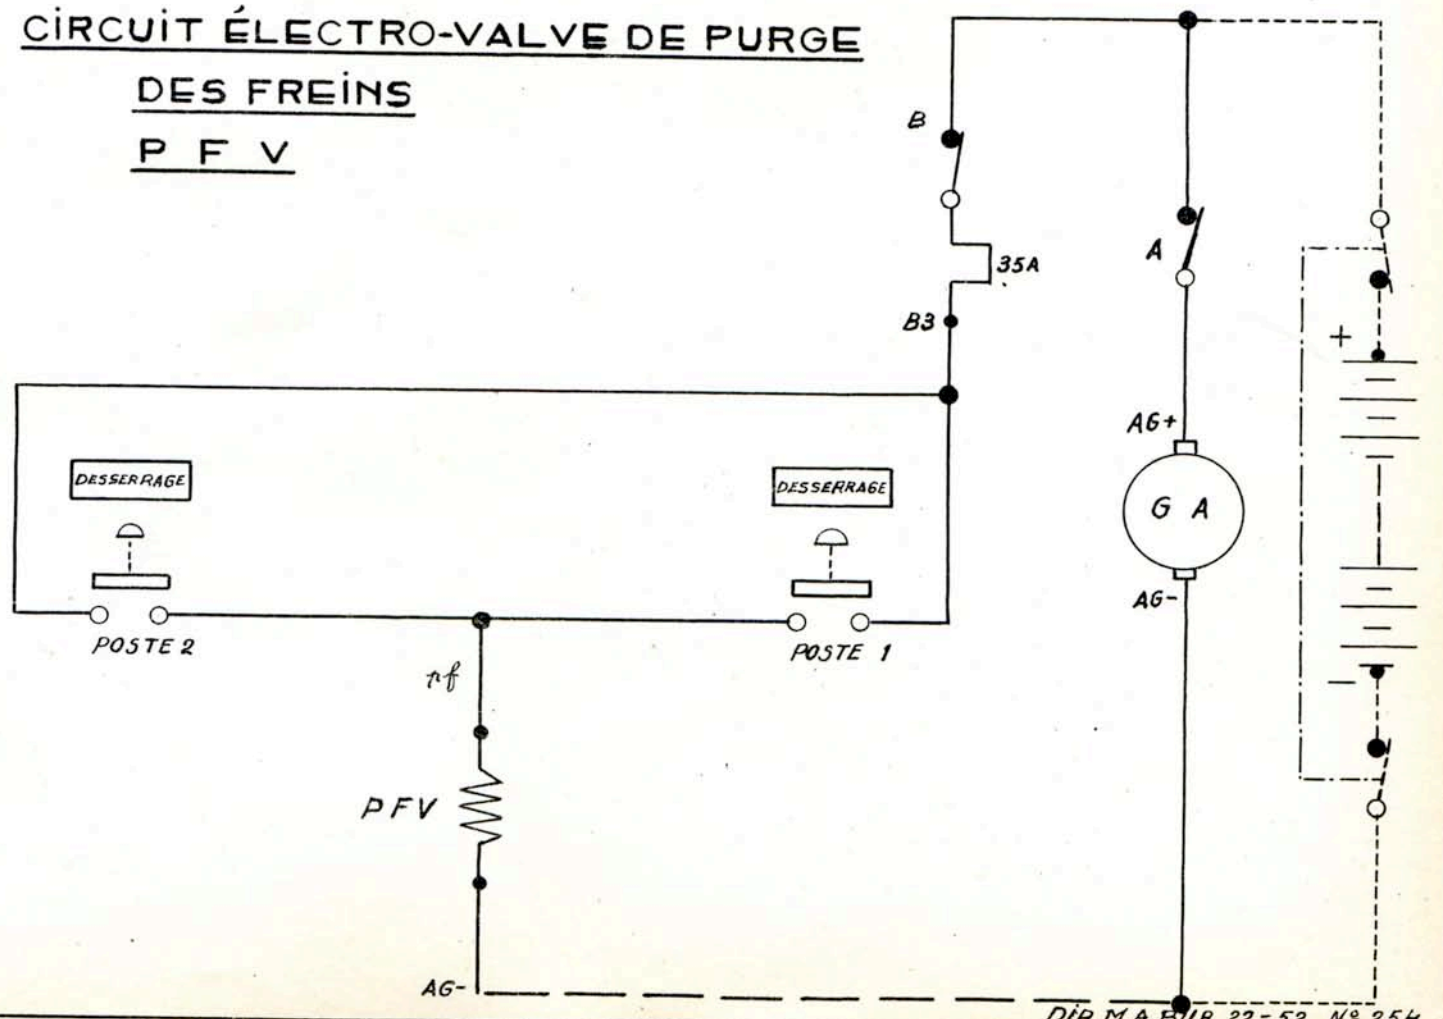 CIRCUIT ÉLECTRO-VALVE DE PURGE
DES FREINS
P F V
B
A
35A
B3
+
AG+
DESSERRAGE
DESSERRAGE
G A
AG-
POSTE 2
POSTE 1
rf
-
PFV
AG-